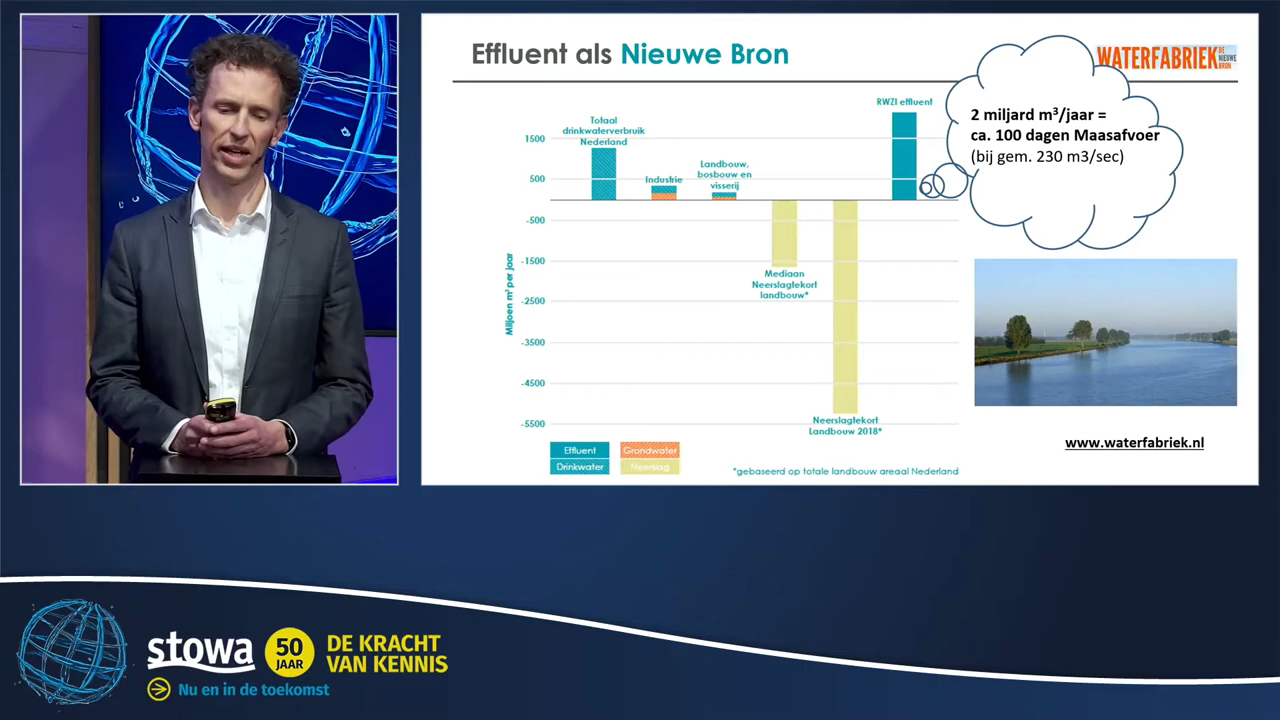 Effluent als Nieuwe Bron
WATERFABRIEK
DE
NIEUWE
BRON
2 miljard m³/jaar =
ca. 100 dagen Maasafvoer
(bij gem. 230 m3/sec)
RWZI effluent
Totaal
drinkwaterverbruik
Nederland
Industrie
Landbouw,
bosbouw en
visserij
1500
500
-500
-1500
-2500
-3500
-4500
-5500
Miljoen m³ per jaar
Mediaan
Neerslagtekort
landbouw*
Neerslagtekort
Landbouw 2018*
Effluent
Grondwater
Drinkwater
Neerslag
*gebaseerd op totale landbouw areaal Nederland
www.waterfabriek.nl
stowa
50
JAAR
DE KRACHT
VAN KENNIS
Nu en in de toekomst